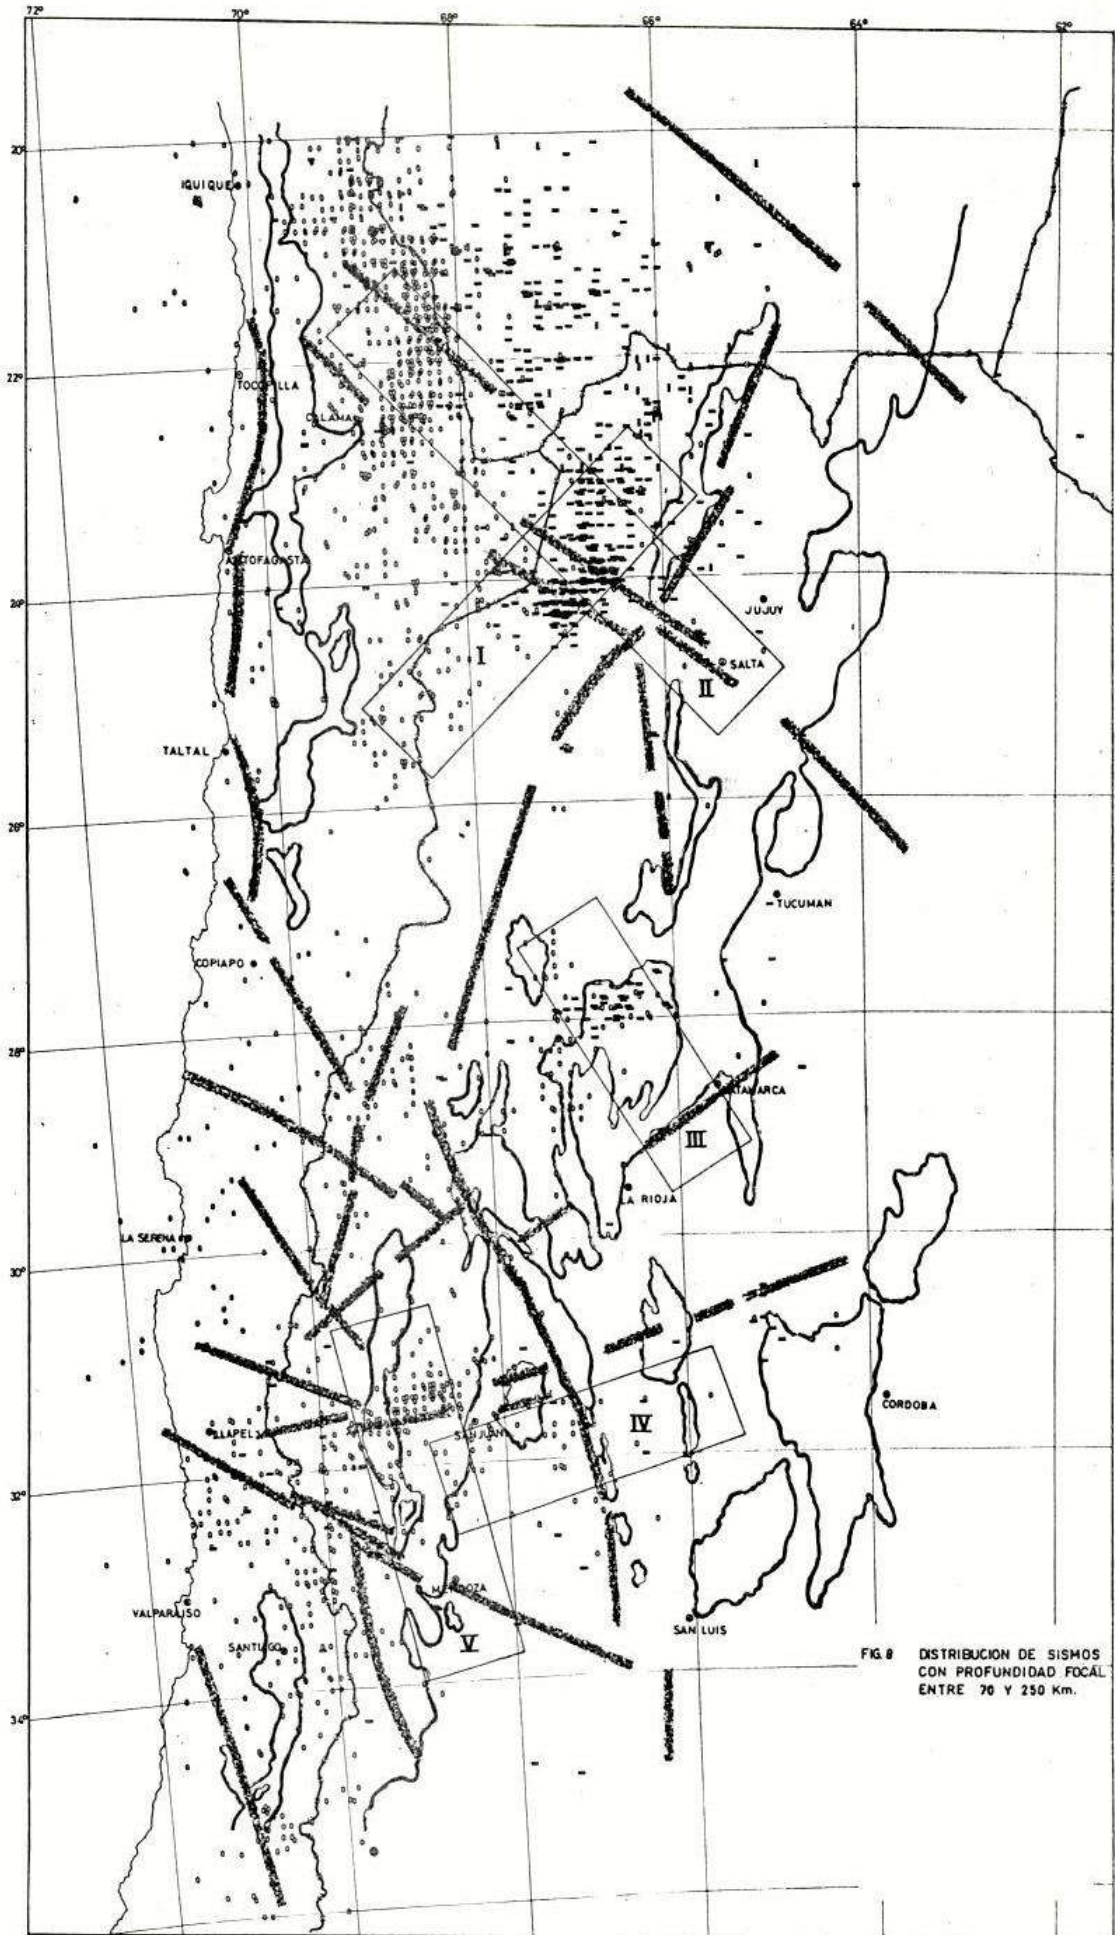 72°
70°
68°
66°
64°
62°
20°
IQUIQUE
22°
TOCOPILLA
CALAMA
ANTOFAGASTA
24°
JUJUY
I
SALTA
II
TALTAL
26°
TUCUMAN
COPIAPO
28°
CATAMARCA
III
LA RIOJA
LA SERENA
30°
CORDOBA
IV
ILLAPEL
SAN JUAN
32°
MENDOZA
VALPARAISO
SAN LUIS
SANTIAGO
V
FIG. 8 DISTRIBUCION DE SISMOS
CON PROFUNDIDAD FOCAL
ENTRE 70 Y 250 Km.
34°